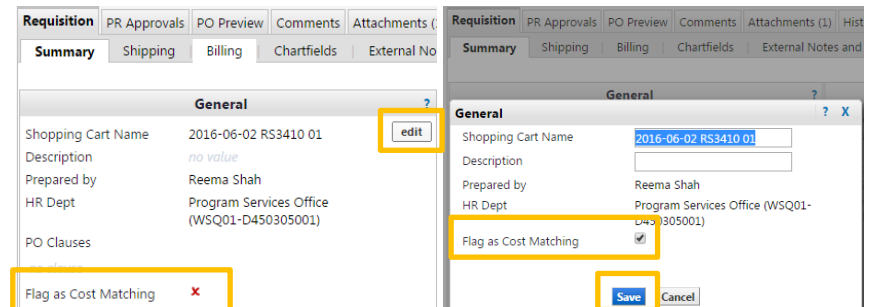 Requisition PR Approvals PO Preview Comments Attachments (
Summary Shipping Billing Chartfields External No
General ?
edit
Shopping Cart Name 2016-06-02 RS3410 01
Description no value
Prepared by Reema Shah
HR Dept Program Services Office
(WSQ01-D450305001)
PO Clauses
Flag as Cost Matching x
Requisition PR Approvals PO Preview Comments Attachments (1) Hist
Summary Shipping Billing Chartfields External Notes and
General ?
General ? X
Shopping Cart Name 2016-06-02 RS3410 01
Description
Prepared by Reema Shah
HR Dept Program Services Office (WSQ01-
D450305001)
Flag as Cost Matching
Save Cancel